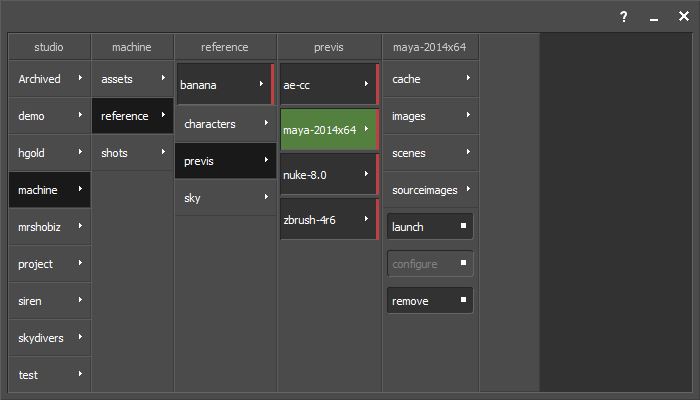 ?
studio
machine
reference
previs
maya-2014x64
Archived
demo
hgold
machine
mrshobiz
project
siren
skydivers
test
assets
reference
shots
banana
characters
previs
sky
ae-cc
maya-2014x64
nuke-8.0
zbrush-4r6
cache
images
scenes
sourceimages
launch
configure
remove